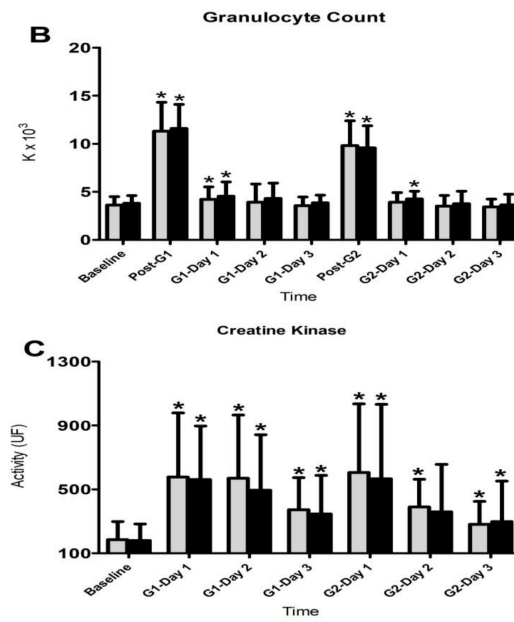 B
Granulocyte Count
20
15
10
5
0
K x 10³
* * * * * * *
Baseline
Post-G1
G1-Day 1
G1-Day 2
G1-Day 3
Post-G2
G2-Day 1
G2-Day 2
G2-Day 3
Time
C
Creatine Kinase
1300
900
500
100
Activity (UF)
* * * * * * * * * * *
Baseline
G1-Day 1
G1-Day 2
G1-Day 3
G2-Day 1
G2-Day 2
G2-Day 3
Time